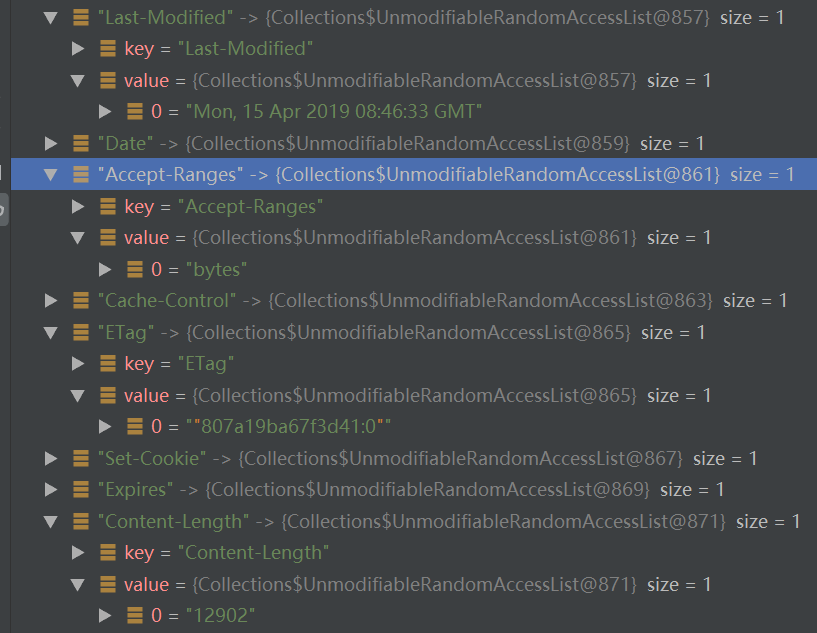 "Last-Modified" -> {Collections$UnmodifiableRandomAccessList@857} size = 1
key = "Last-Modified"
value = {Collections$UnmodifiableRandomAccessList@857} size = 1
0 = "Mon, 15 Apr 2019 08:46:33 GMT"
"Date" -> {Collections$UnmodifiableRandomAccessList@859} size = 1
"Accept-Ranges" -> {Collections$UnmodifiableRandomAccessList@861} size = 1
key = "Accept-Ranges"
value = {Collections$UnmodifiableRandomAccessList@861} size = 1
0 = "bytes"
"Cache-Control" -> {Collections$UnmodifiableRandomAccessList@863} size = 1
"ETag" -> {Collections$UnmodifiableRandomAccessList@865} size = 1
key = "ETag"
value = {Collections$UnmodifiableRandomAccessList@865} size = 1
0 = ""807a19ba67f3d41:0""
"Set-Cookie" -> {Collections$UnmodifiableRandomAccessList@867} size = 1
"Expires" -> {Collections$UnmodifiableRandomAccessList@869} size = 1
"Content-Length" -> {Collections$UnmodifiableRandomAccessList@871} size = 1
key = "Content-Length"
value = {Collections$UnmodifiableRandomAccessList@871} size = 1
0 = "12902"